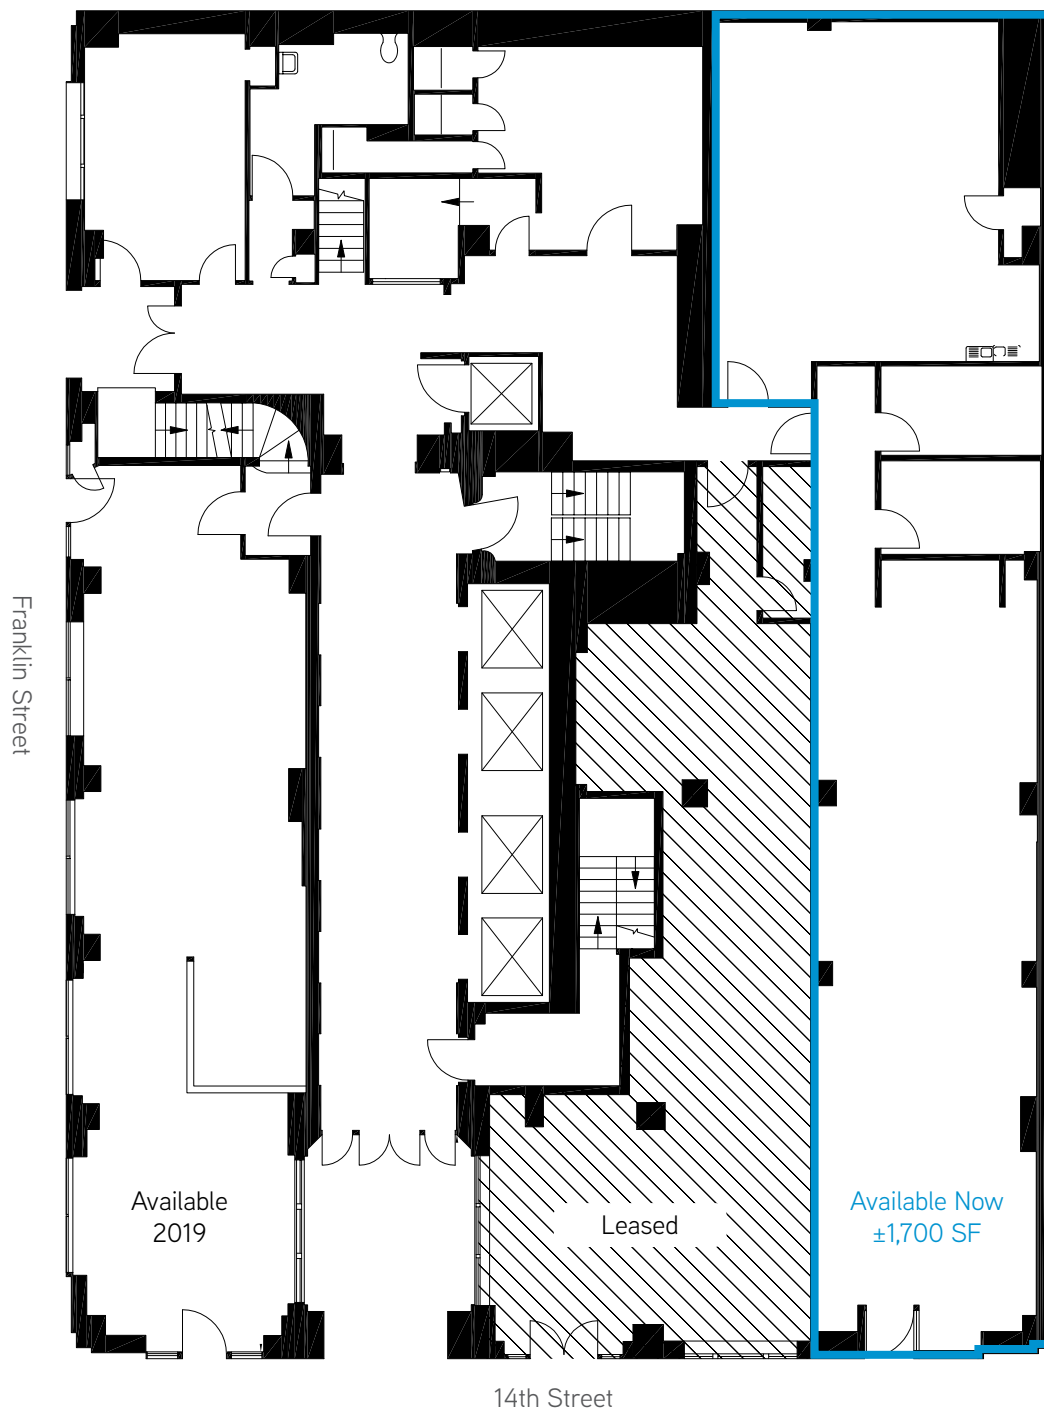 Franklin Street
Available
2019
Leased
Available Now
±1,700 SF
14th Street